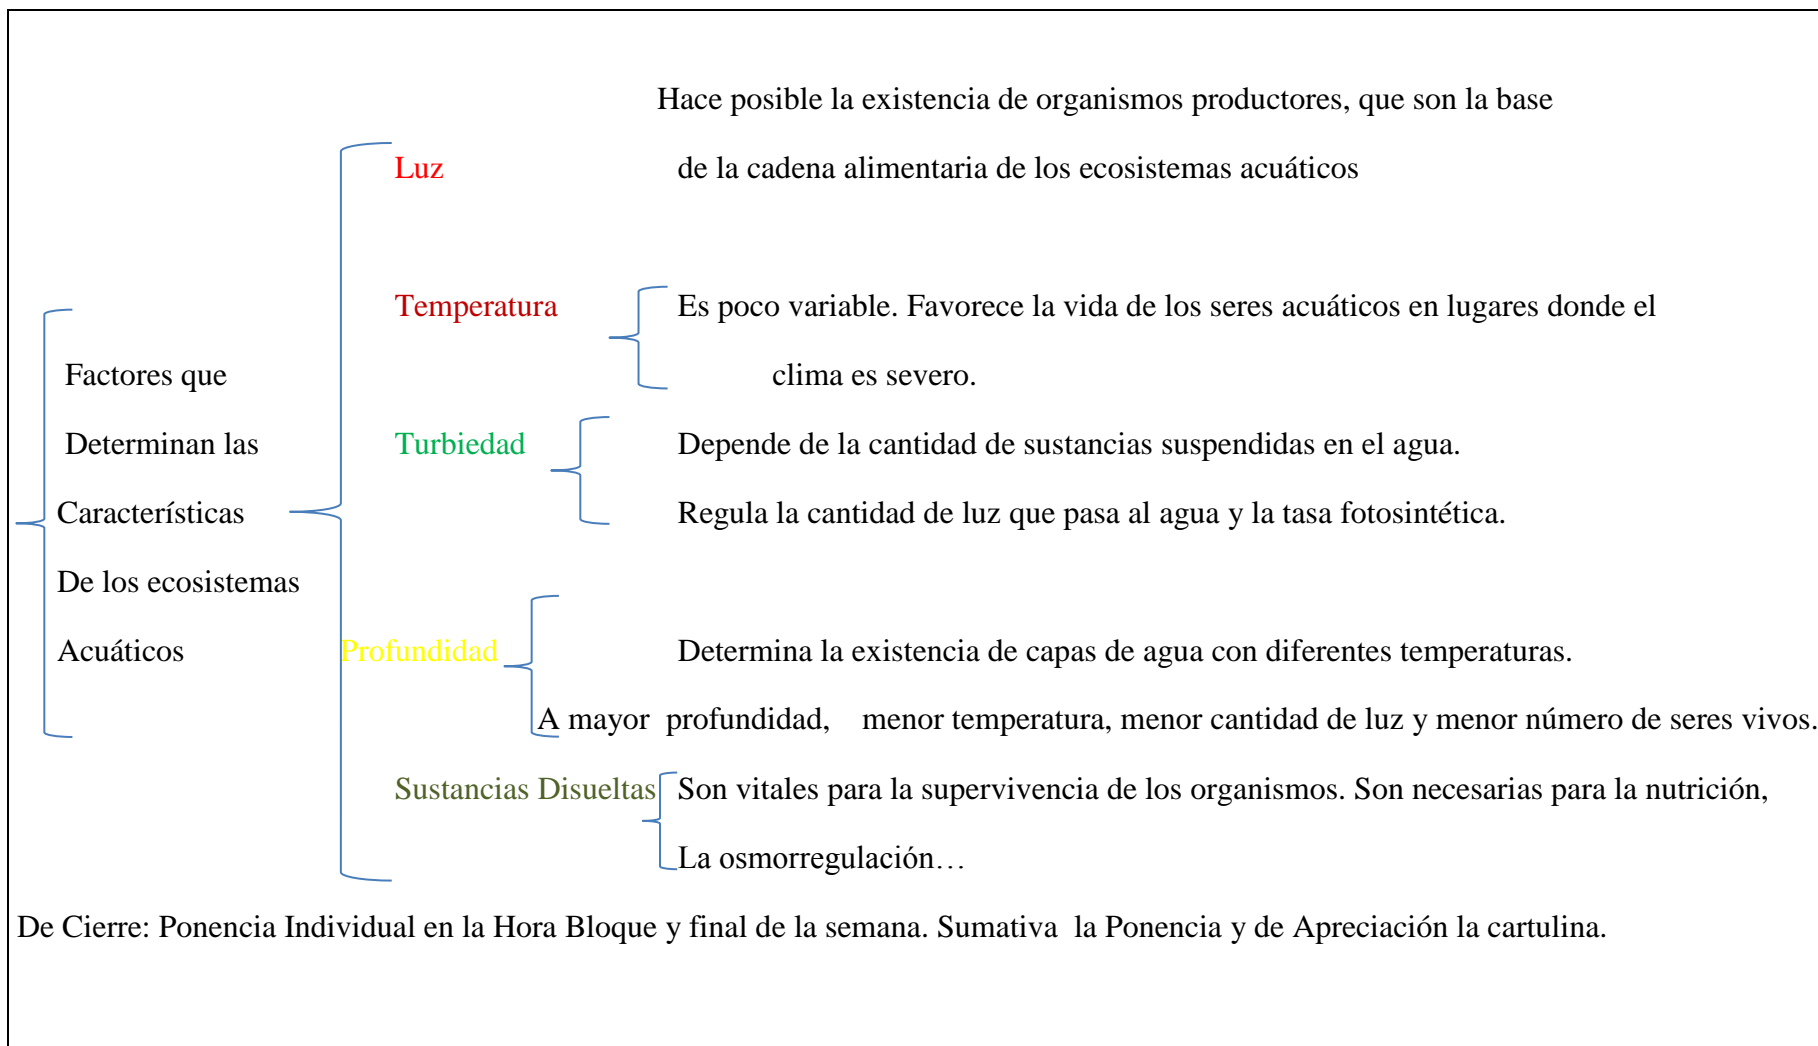 Hace posible la existencia de organismos productores, que son la base
Luz de la cadena alimentaria de los ecosistemas acuáticos
Temperatura Es poco variable. Favorece la vida de los seres acuáticos en lugares donde el
Factores que clima es severo.
Determinan las Turbiedad Depende de la cantidad de sustancias suspendidas en el agua.
Características Regula la cantidad de luz que pasa al agua y la tasa fotosintética.
De los ecosistemas
Acuáticos Profundidad Determina la existencia de capas de agua con diferentes temperaturas.
A mayor profundidad, menor temperatura, menor cantidad de luz y menor número de seres vivos.
Sustancias Disueltas Son vitales para la supervivencia de los organismos. Son necesarias para la nutrición,
La osmorregulación…
De Cierre: Ponencia Individual en la Hora Bloque y final de la semana. Sumativa la Ponencia y de Apreciación la cartulina.